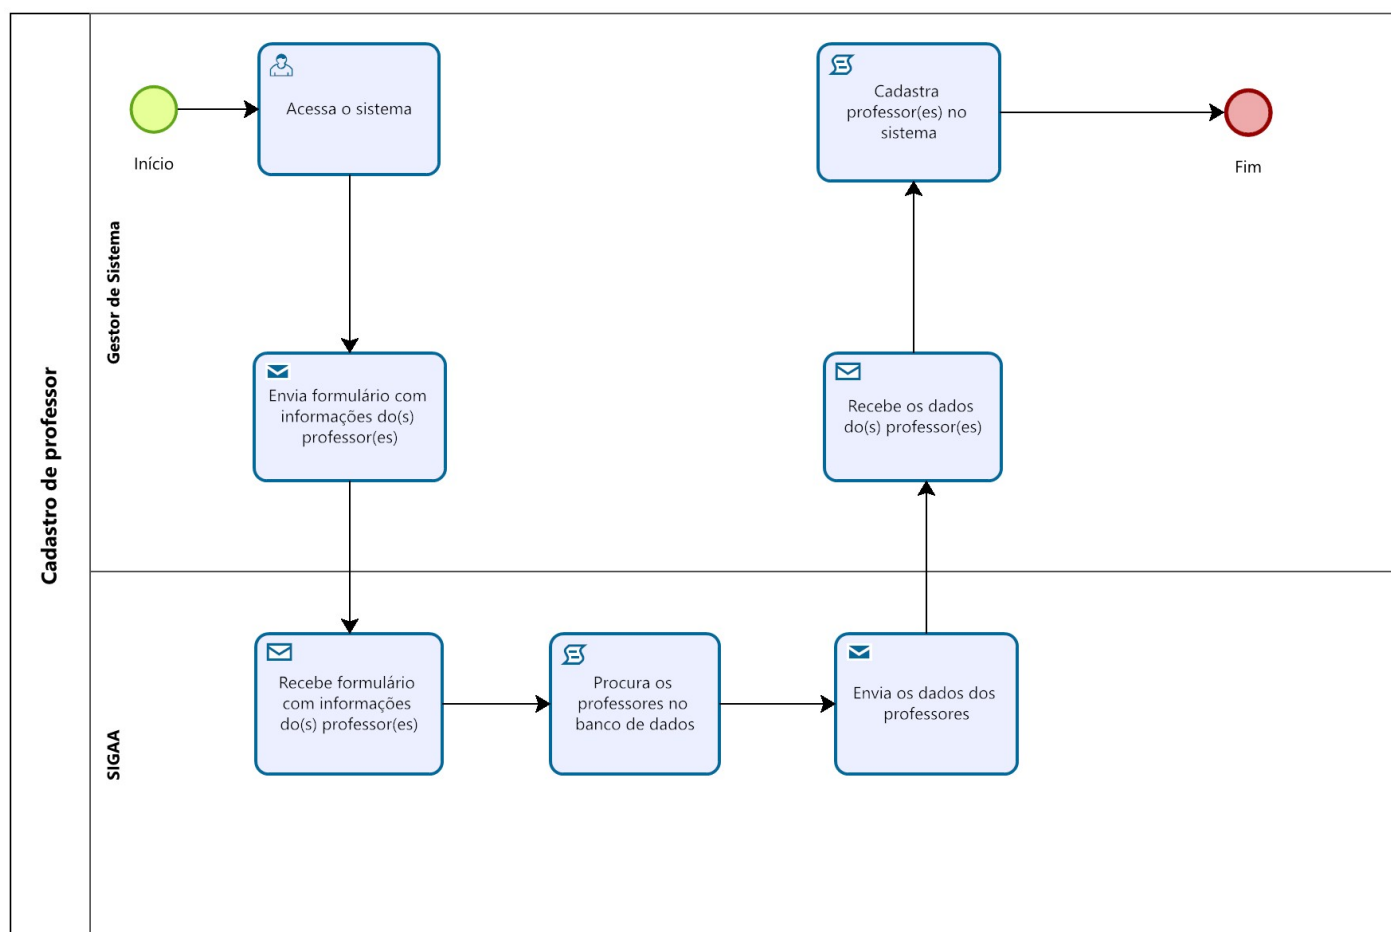 Cadastro de professor
Gestor de Sistema
Início
Acessa o sistema
Cadastra
professor(es) no
sistema
Fim
Envia formulário com
informações do(s)
professor(es)
Recebe os dados
do(s) professor(es)
SIGAA
Recebe formulário
com informações
do(s) professor(es)
Procura os
professores no
banco de dados
Envia os dados dos
professores